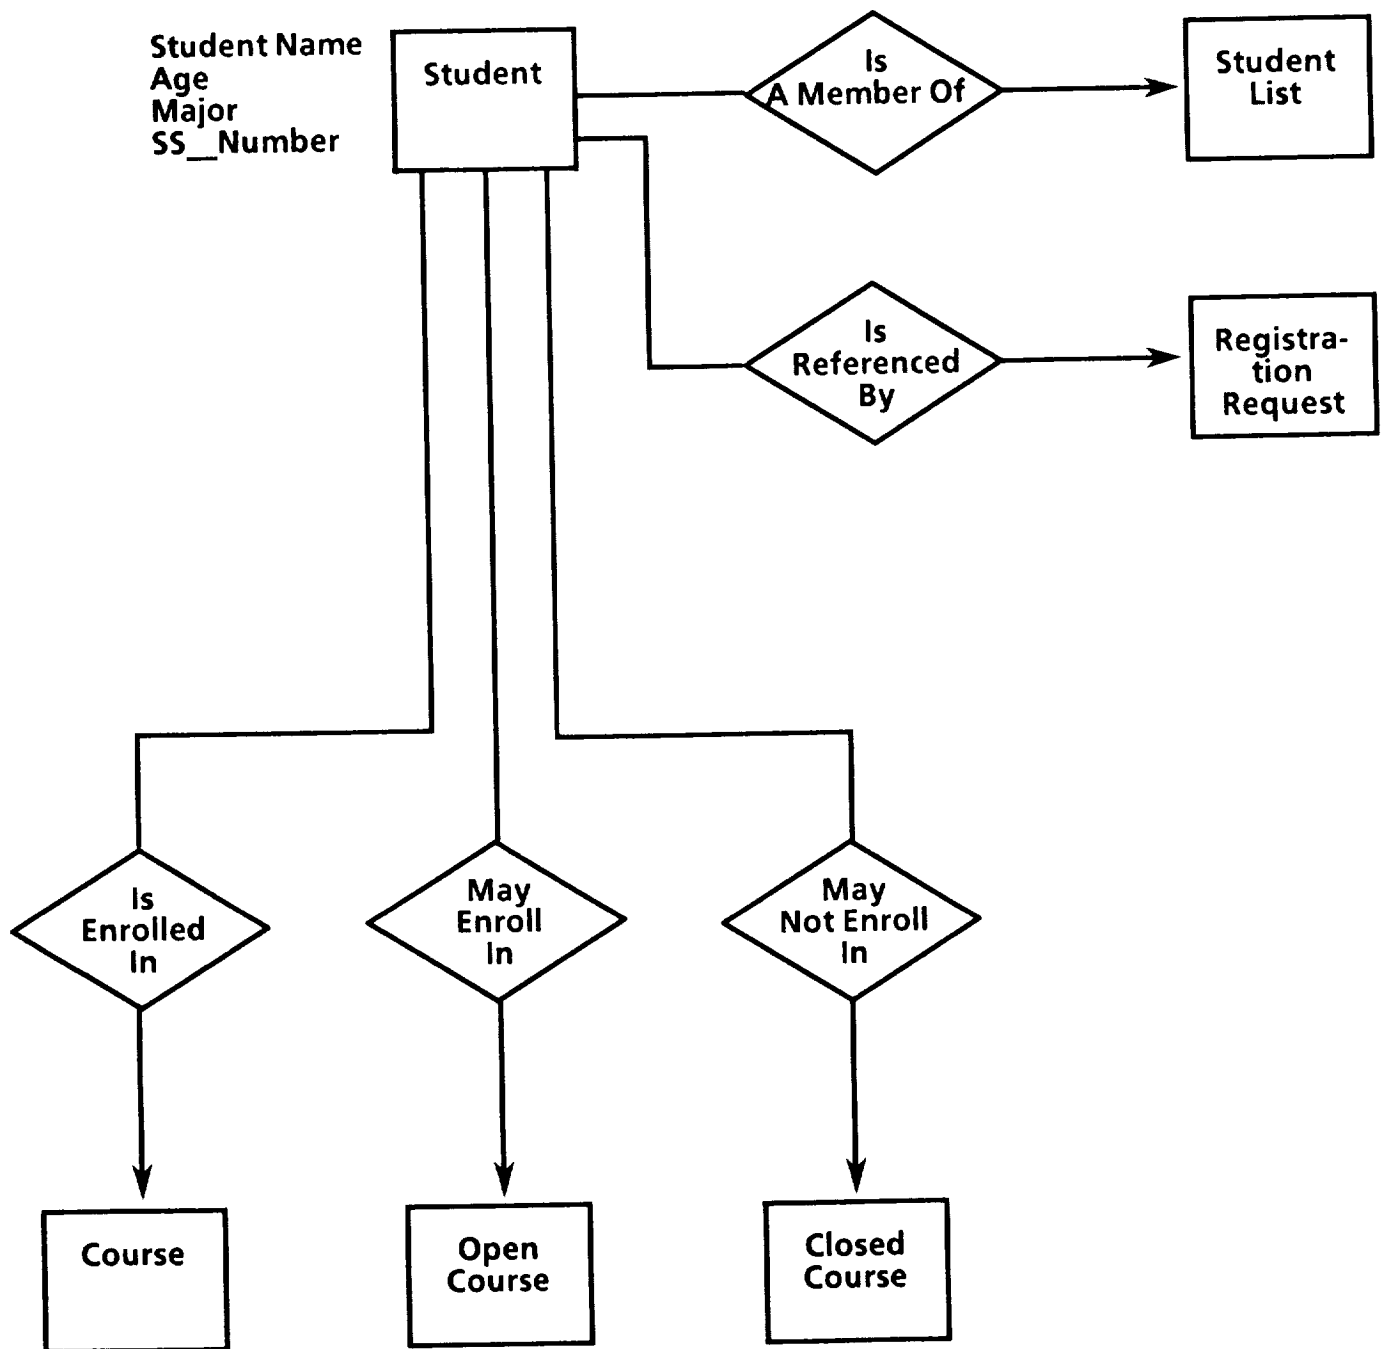 Student Name
Age
Major
SS__Number
Student
Is
A Member Of
Student
List
Is
Referenced
By
Registra-
tion
Request
Is
Enrolled
In
May
Enroll
In
May
Not Enroll
In
Course
Open
Course
Closed
Course